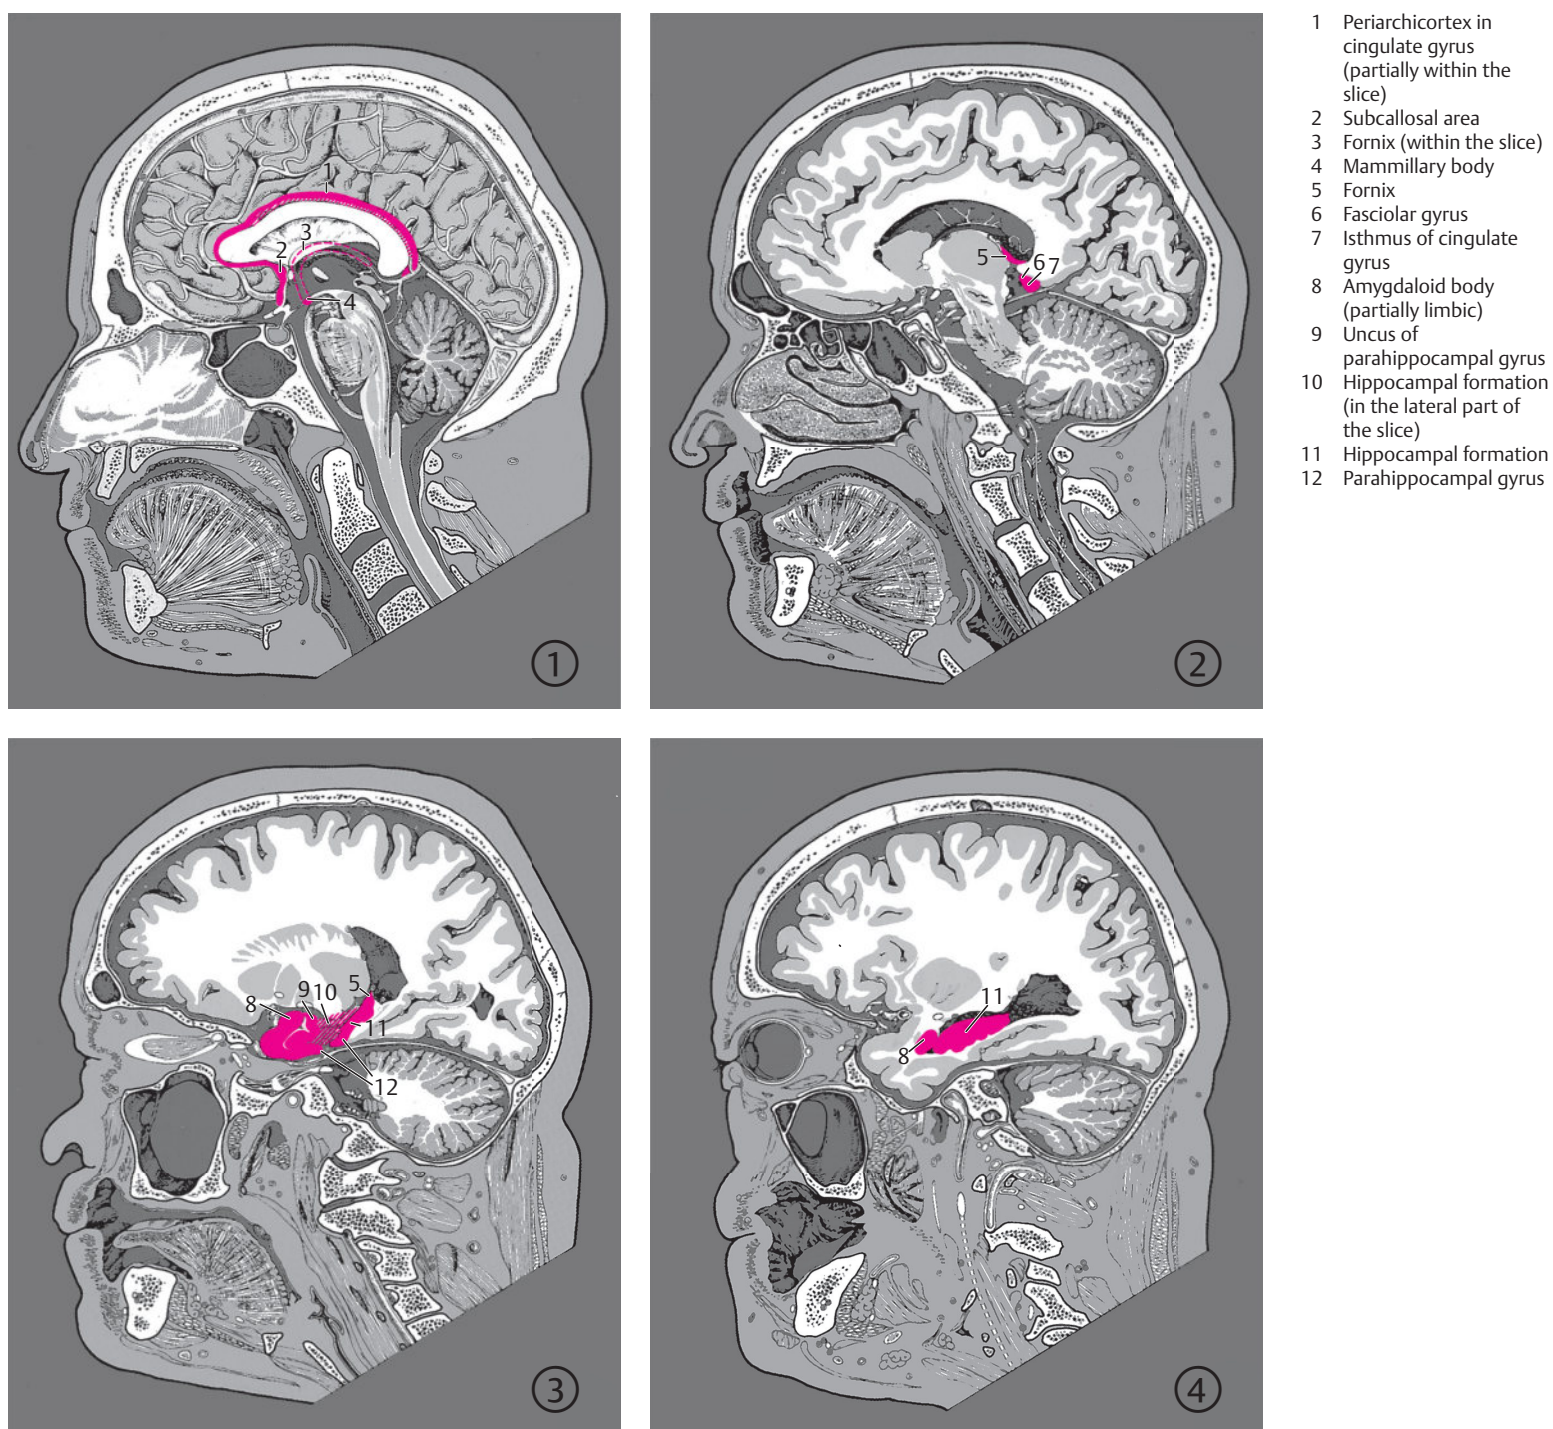 1
3
2
4
①
5
6 7
②
5
9 10
8
11
12
③
11
8
④
1 Periarchicortex in
cingulate gyrus
(partially within the
slice)
2 Subcallosal area
3 Fornix (within the slice)
4 Mammillary body
5 Fornix
6 Fasciolar gyrus
7 Isthmus of cingulate
gyrus
8 Amygdaloid body
(partially limbic)
9 Uncus of
parahippocampal gyrus
10 Hippocampal formation
(in the lateral part of
the slice)
11 Hippocampal formation
12 Parahippocampal gyrus